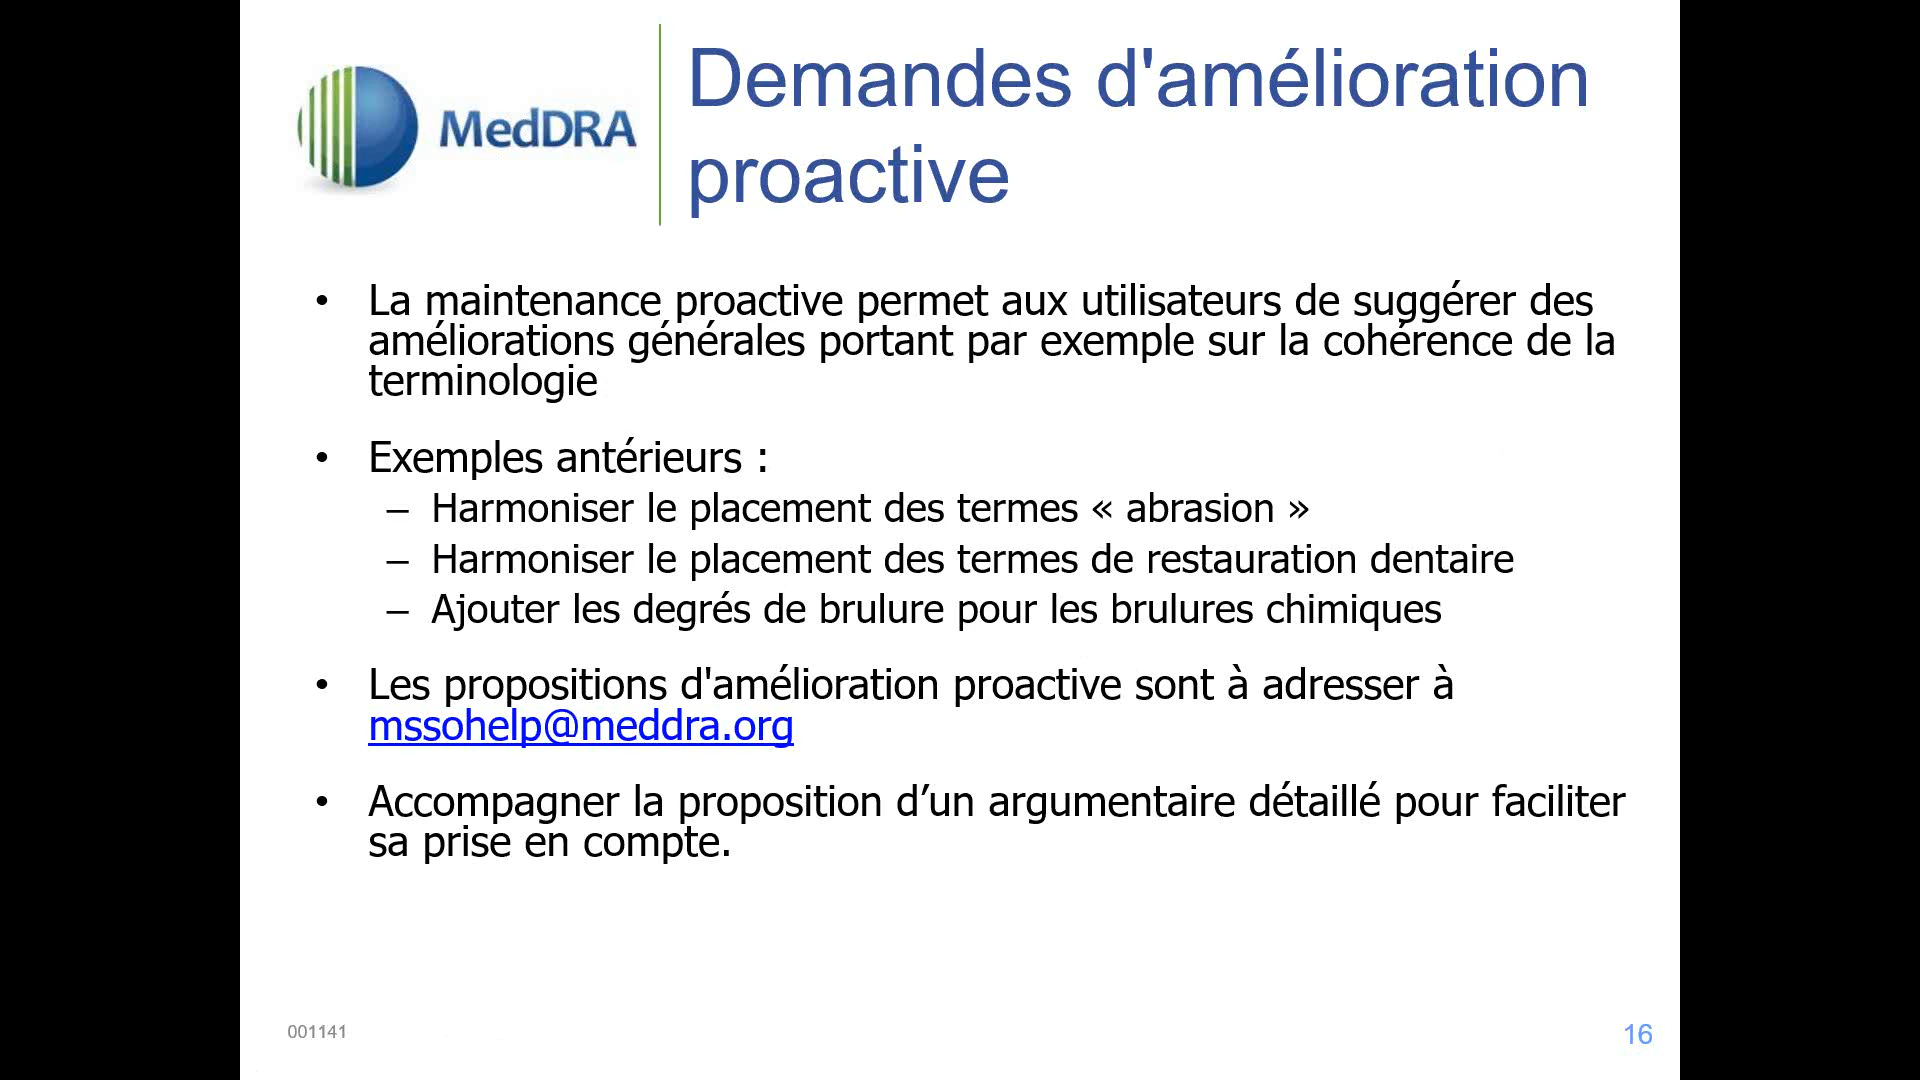 MedDRA
Demandes d'amélioration
proactive
• La maintenance proactive permet aux utilisateurs de suggérer des
améliorations générales portant par exemple sur la cohérence de la
terminologie
• Exemples antérieurs :
– Harmoniser le placement des termes « abrasion »
– Harmoniser le placement des termes de restauration dentaire
– Ajouter les degrés de brulure pour les brulures chimiques
• Les propositions d'amélioration proactive sont à adresser à
mssohelp@meddra.org
• Accompagner la proposition d’un argumentaire détaillé pour faciliter
sa prise en compte.
001141
16